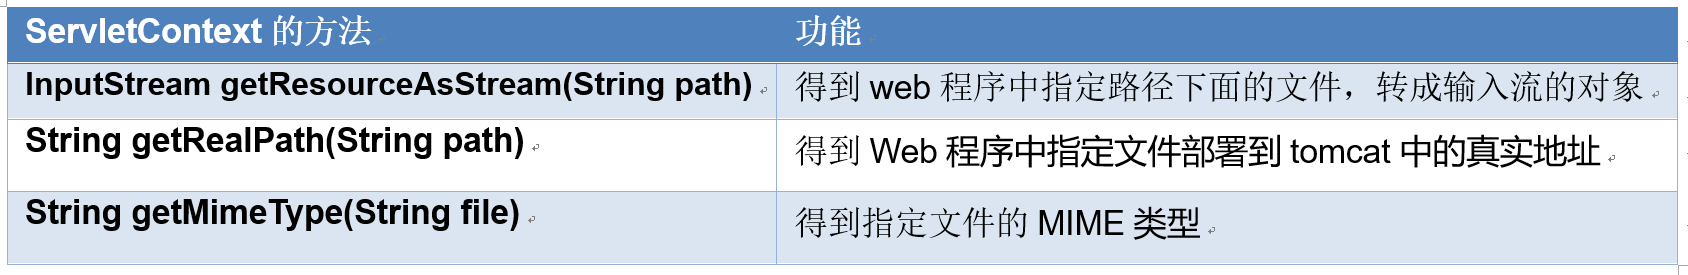 ServletContext 的方法
功能
InputStream getResourceAsStream(String path)
得到 web 程序中指定路径下面的文件，转成输入流的对象
String getRealPath(String path)
得到 Web 程序中指定文件部署到 tomcat 中的真实地址
String getMimeType(String file)
得到指定文件的 MIME 类型